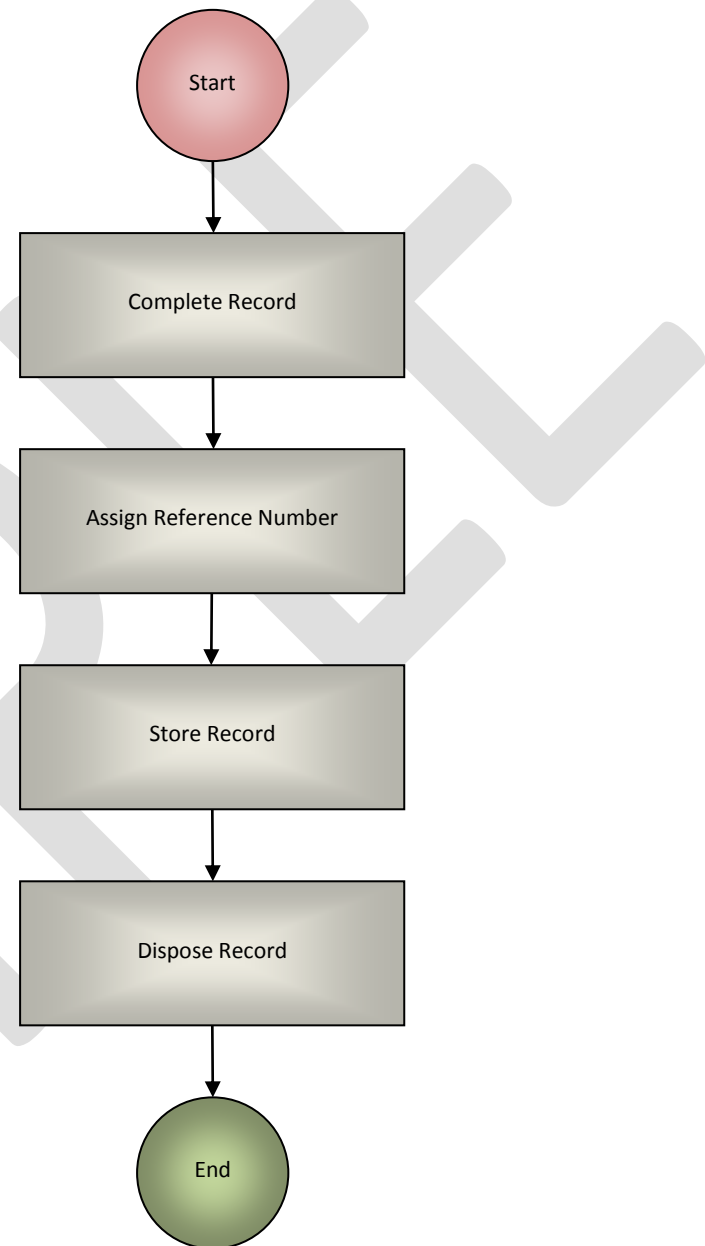 Start
Complete Record
Assign Reference Number
Store Record
Dispose Record
End